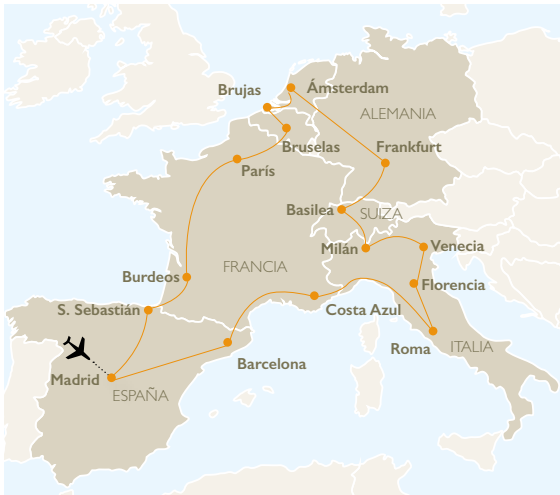 Brujas
Ámsterdam
ALEMANIA
Bruselas
Frankfurt
París
Basilea
SUIZA
Milán
Venecia
Burdeos
FRANCIA
Florencia
S. Sebastián
Costa Azul
Roma
ITALIA
Barcelona
Madrid
ESPAÑA